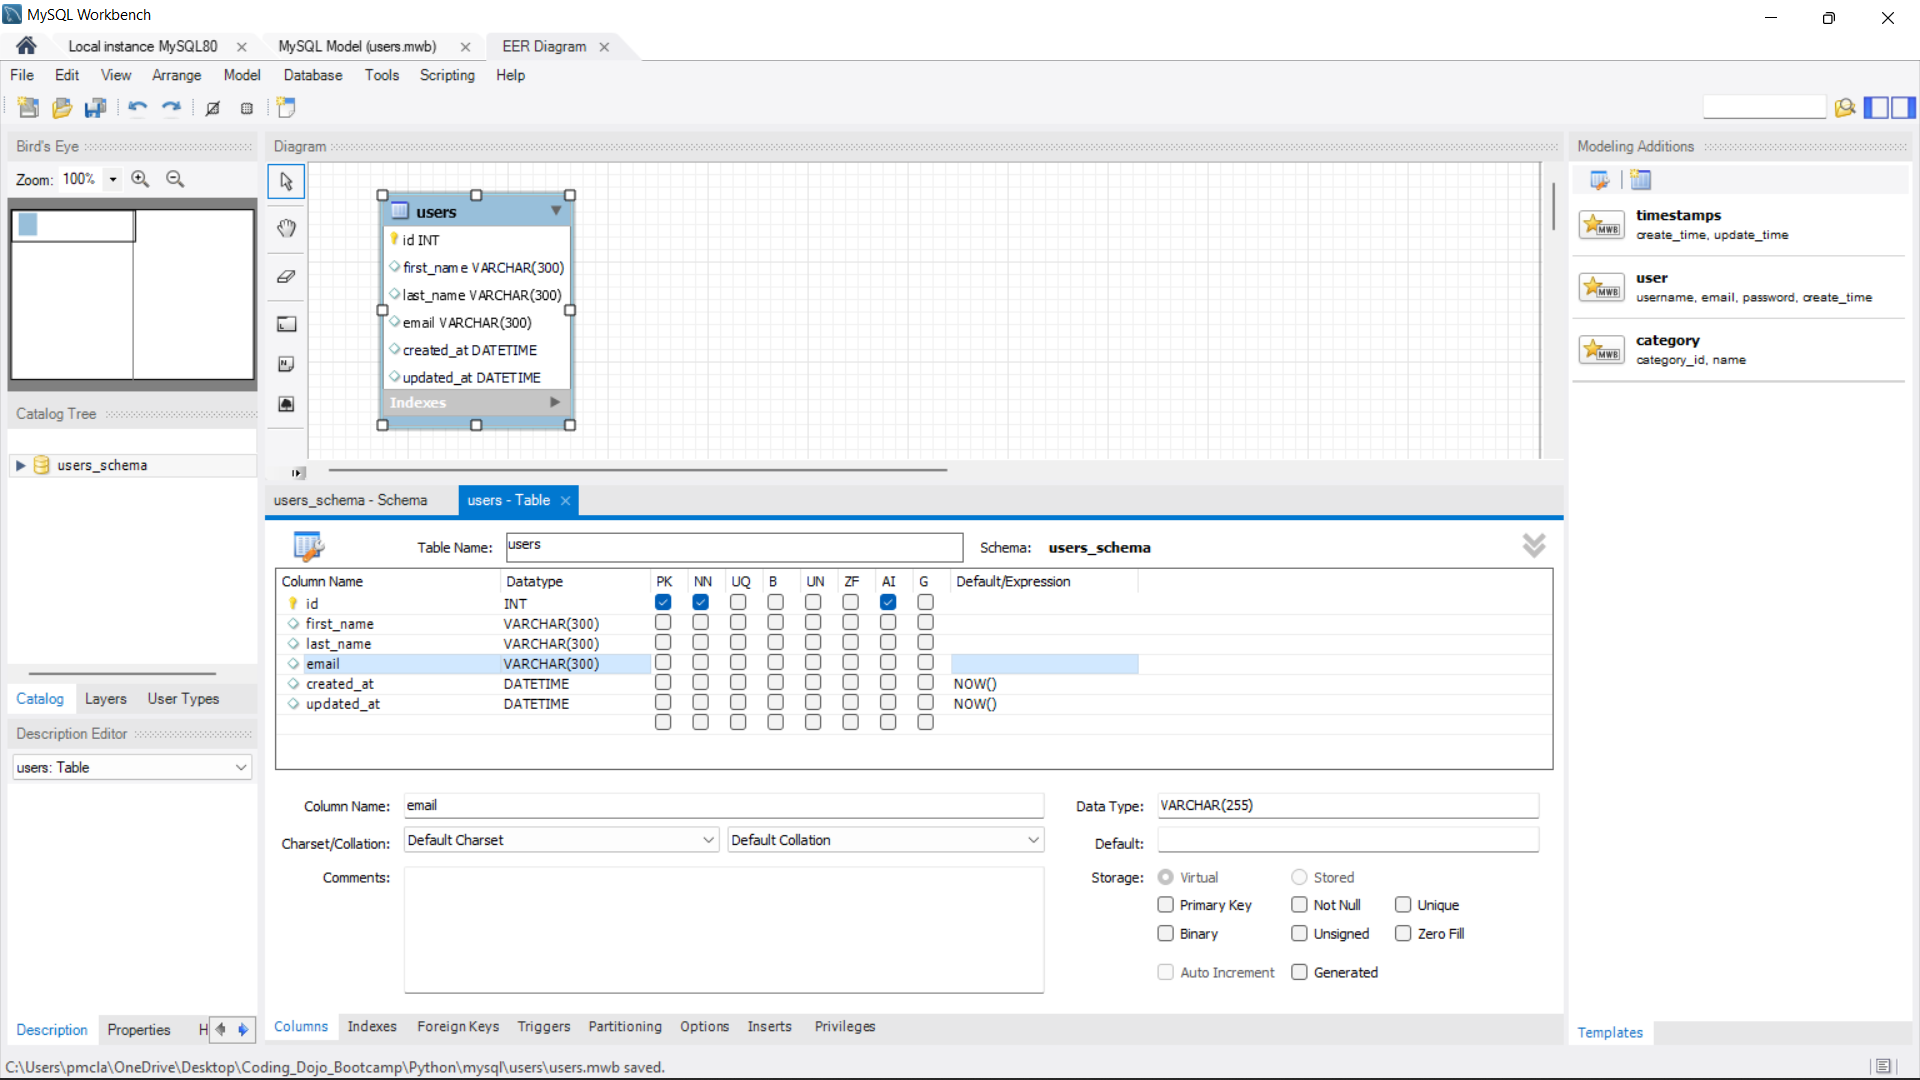 MySQL Workbench
Local instance MySQL80
MySQL Model (users.mwb)
EER Diagram
File Edit View Arrange Model Database Tools Scripting Help
Bird's Eye
Zoom: 100%
Catalog Tree
users_schema
Catalog Layers User Types
Description Editor
users: Table
Description Properties H
Diagram
users
id INT
first_name VARCHAR(300)
last_name VARCHAR(300)
email VARCHAR(300)
created_at DATETIME
updated_at DATETIME
Indexes
users_schema - Schema
users - Table
Table Name: users Schema: users_schema
Column Name Datatype PK NN UQ B UN ZF AI G Default/Expression
id INT
first_name VARCHAR(300)
last_name VARCHAR(300)
email VARCHAR(300)
created_at DATETIME NOW()
updated_at DATETIME NOW()
Column Name: email Data Type: VARCHAR(255)
Charset/Collation: Default Charset Default Collation Default:
Comments: Storage: Virtual Stored
Primary Key Not Null Unique
Binary Unsigned Zero Fill
Auto Increment Generated
Columns Indexes Foreign Keys Triggers Partitioning Options Inserts Privileges
Modeling Additions
MWB
timestamps
create_time, update_time
MWB
user
username, email, password, create_time
MWB
category
category_id, name
Templates
C:\Users\pmcla\OneDrive\Desktop\Coding_Dojo_Bootcamp\Python\mysql\users\users.mwb saved.